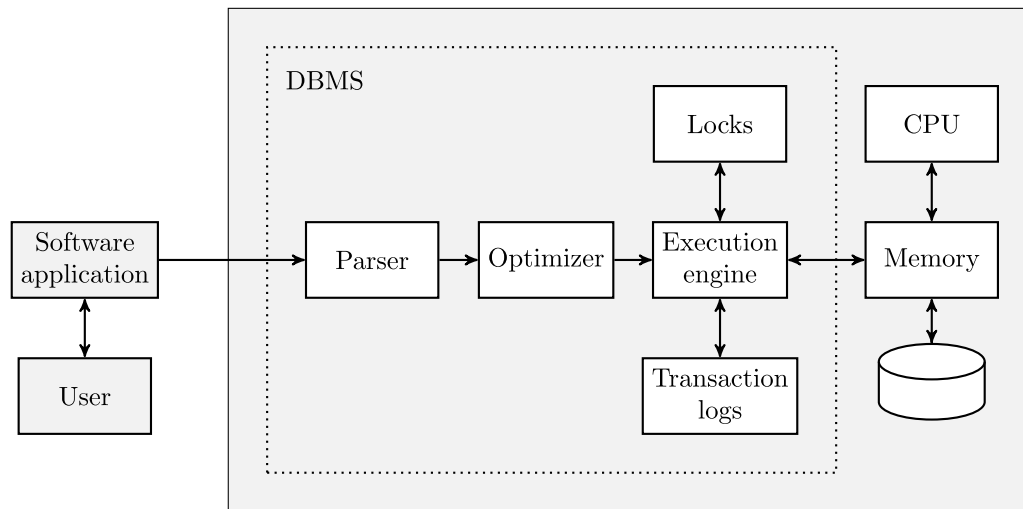 DBMS
Locks
CPU
Software
application
Parser
Optimizer
Execution
engine
Memory
User
Transaction
logs